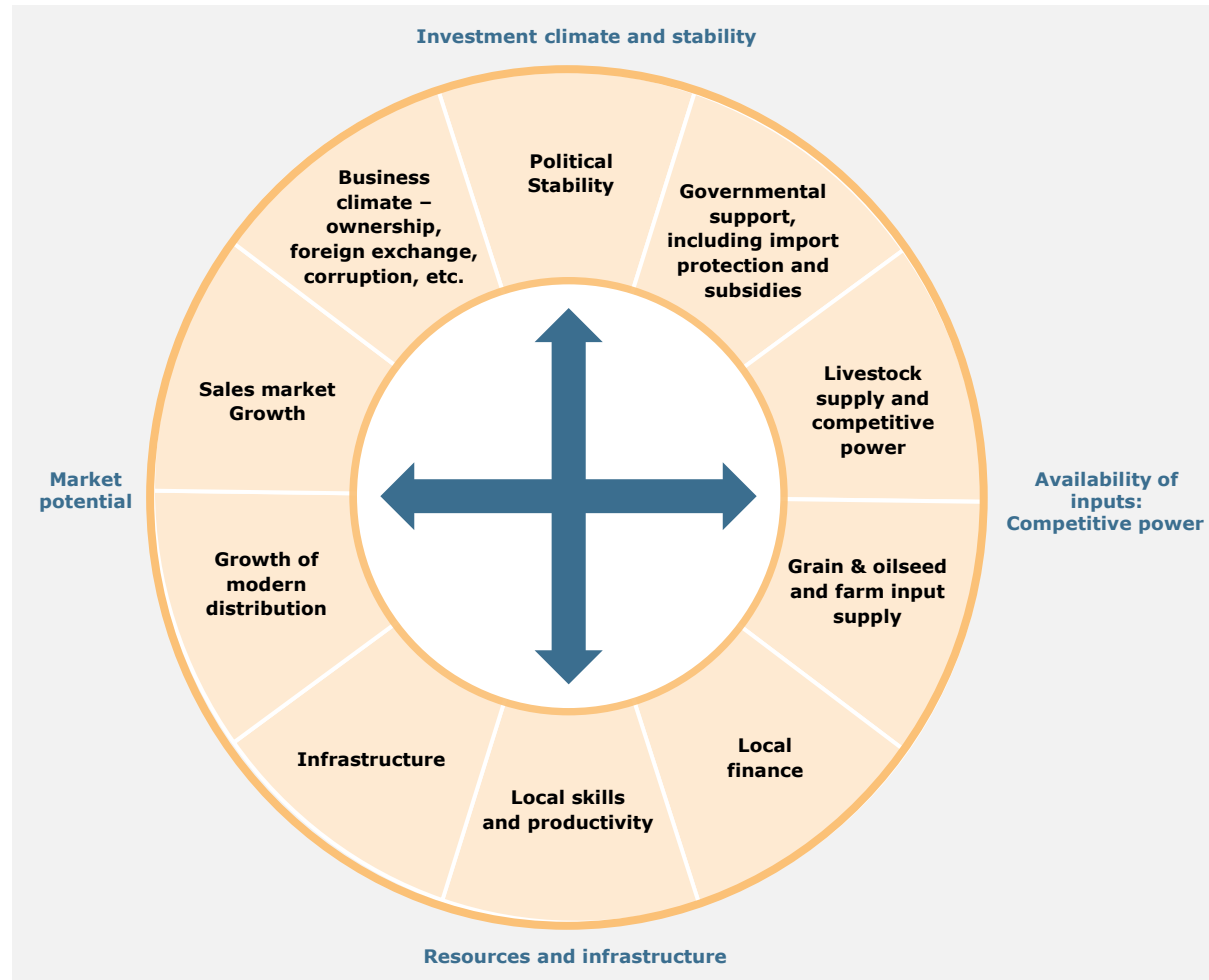 Investment climate and stability
Political
Stability
Governmental
support,
including import
protection and
subsidies
Livestock
supply and
competitive
power
Availability of
inputs:
Competitive power
Grain & oilseed
and farm input
supply
Local
finance
Local skills
and productivity
Resources and infrastructure
Infrastructure
Growth of
modern
distribution
Market
potential
Sales market
Growth
Business
climate –
ownership,
foreign exchange,
corruption, etc.